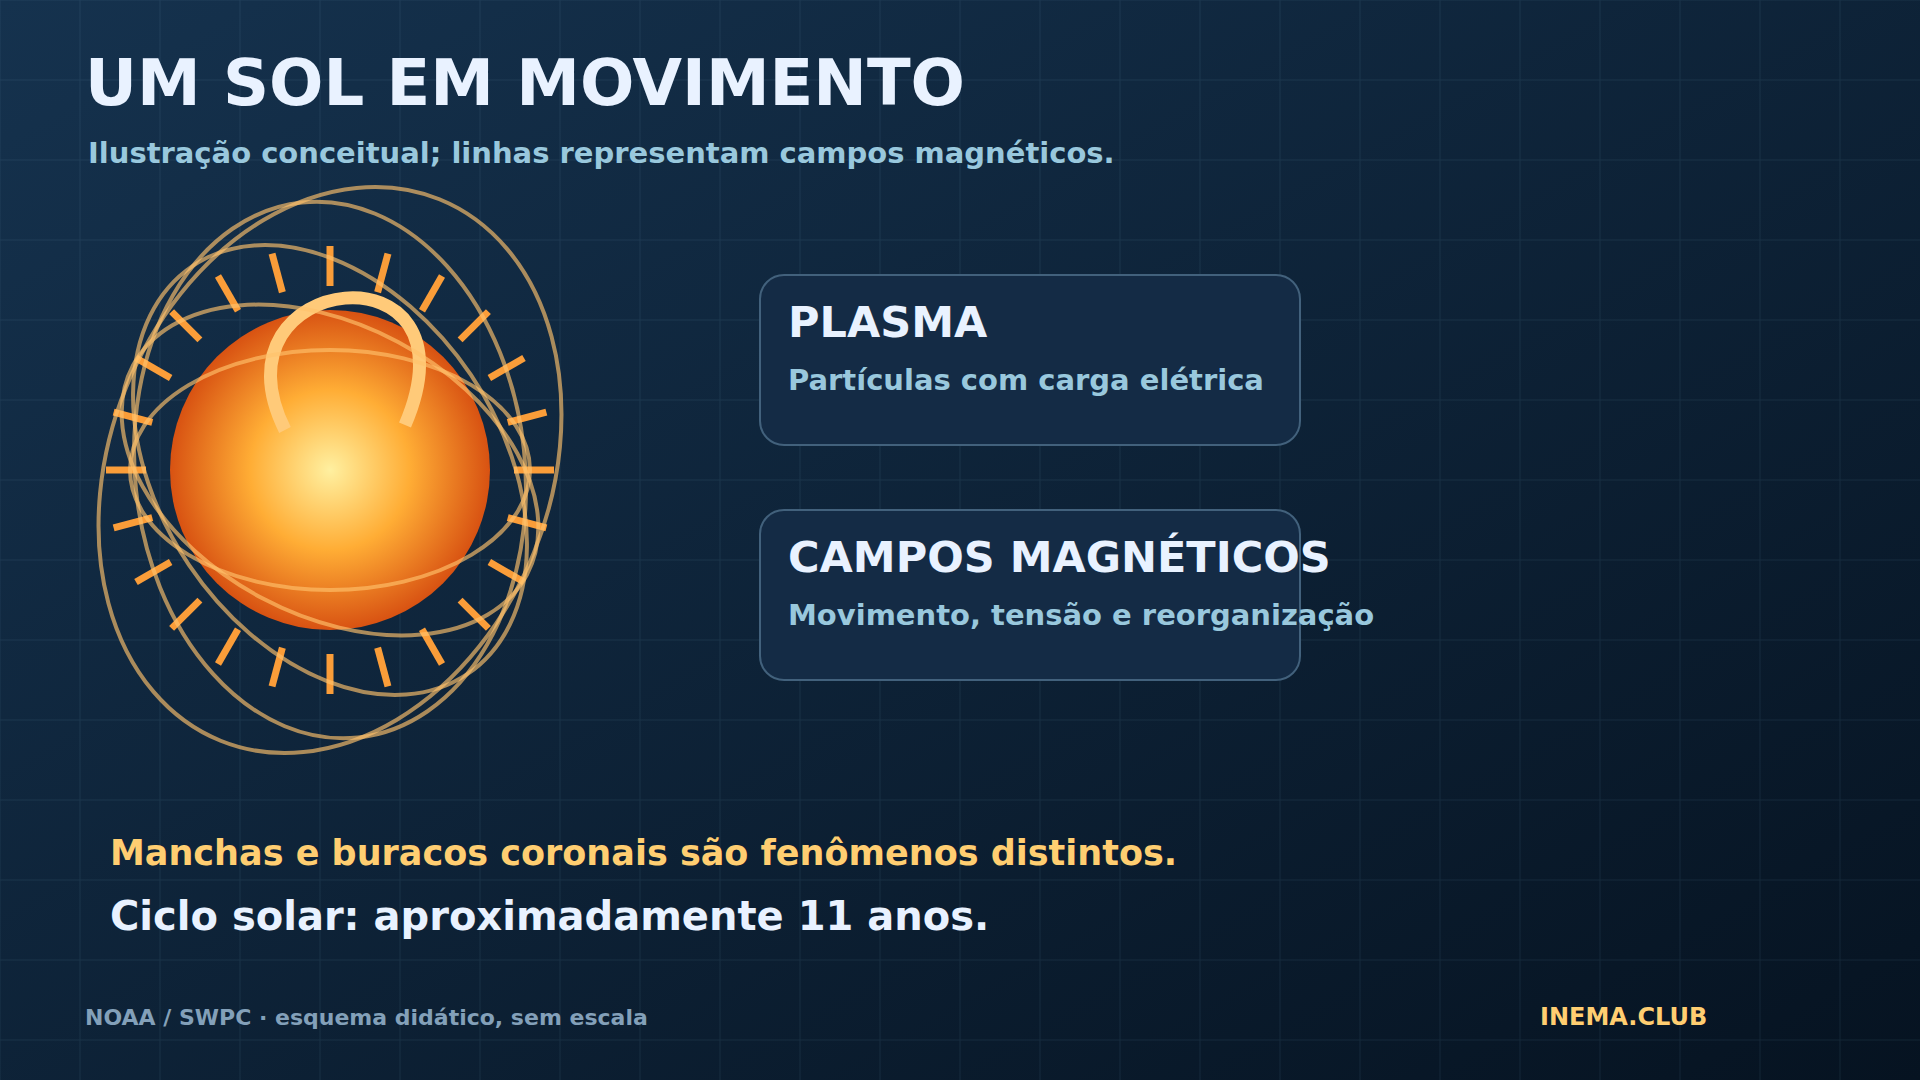 UM SOL EM MOVIMENTO
Ilustração conceitual; linhas representam campos magnéticos.
PLASMA
Partículas com carga elétrica
CAMPOS MAGNÉTICOS
Movimento, tensão e reorganização
Manchas e buracos coronais são fenômenos distintos.
Ciclo solar: aproximadamente 11 anos.
NOAA / SWPC · esquema didático, sem escala
INEMA.CLUB